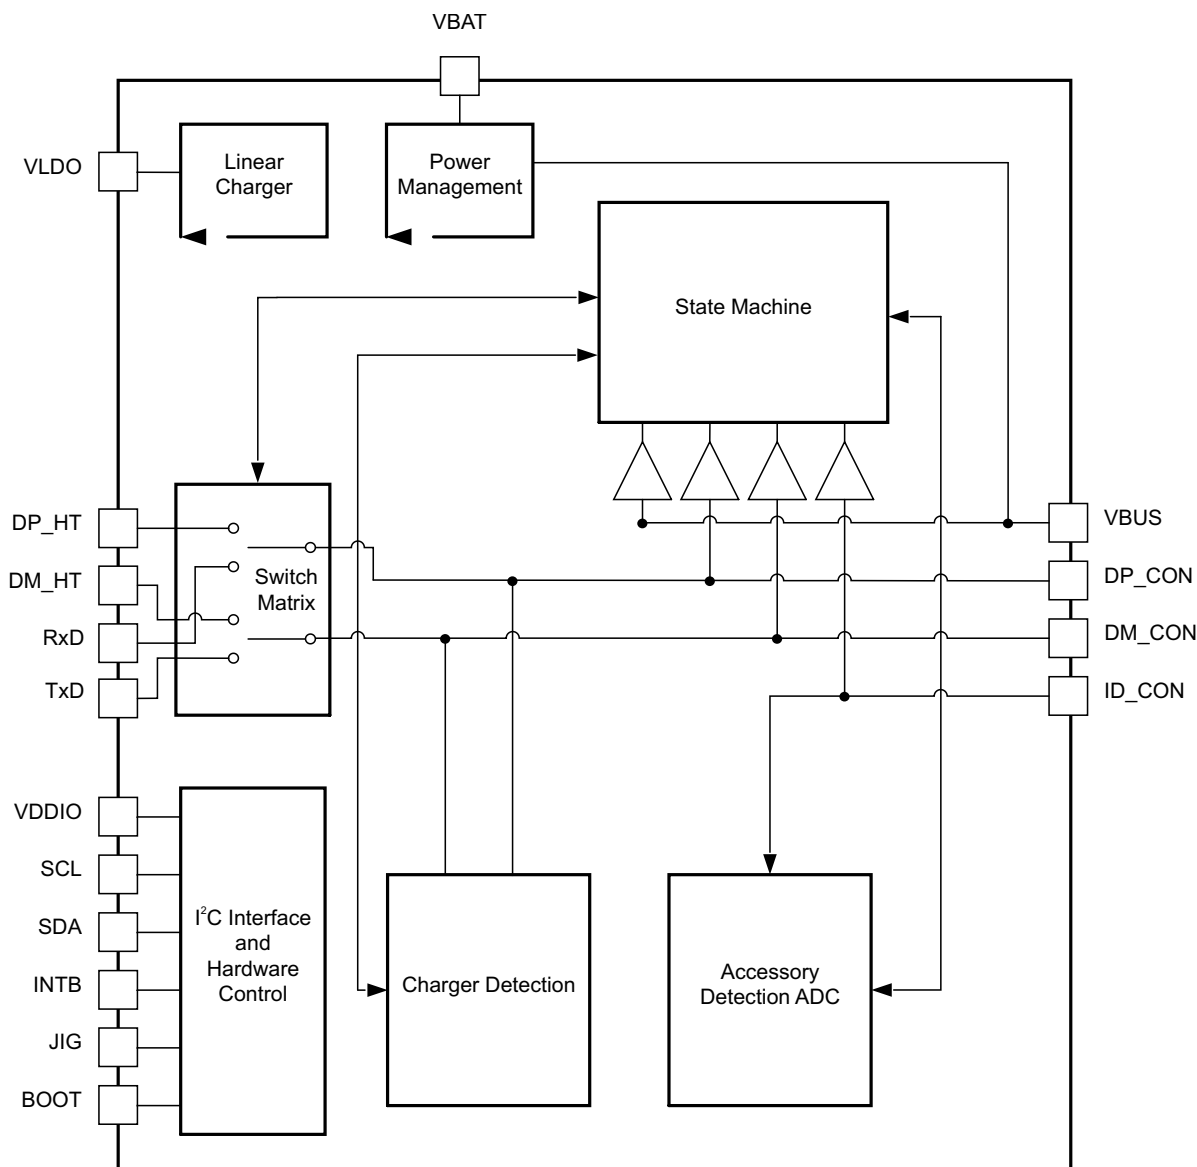 VBAT
VLDO
Linear
Charger
Power
Management
State Machine
DP_HT
DM_HT
RxD
TxD
Switch
Matrix
VBUS
DP_CON
DM_CON
ID_CON
VDDIO
SCL
SDA
INTB
JIG
BOOT
I²C Interface
and
Hardware
Control
Charger Detection
Accessory
Detection ADC